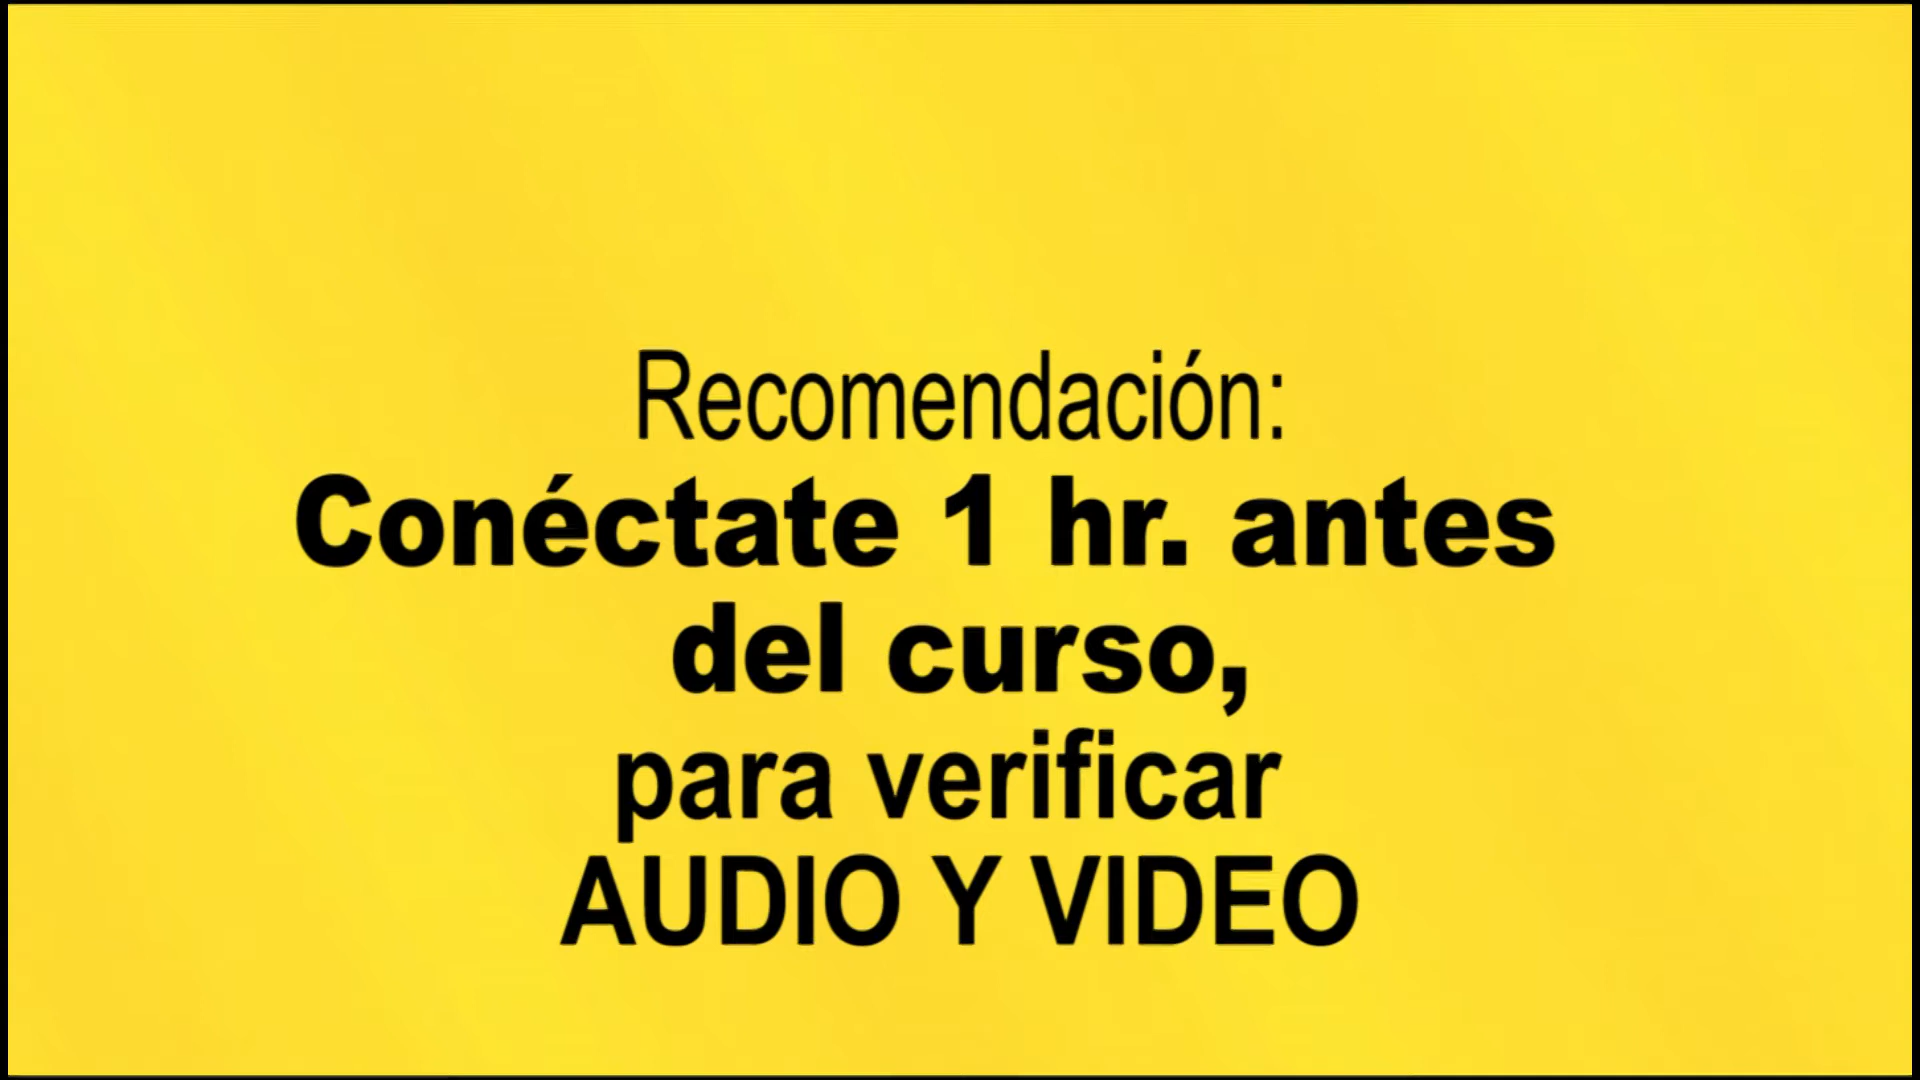 Recomendación:
Conéctate 1 hr. antes
del curso,
para verificar
AUDIO Y VIDEO